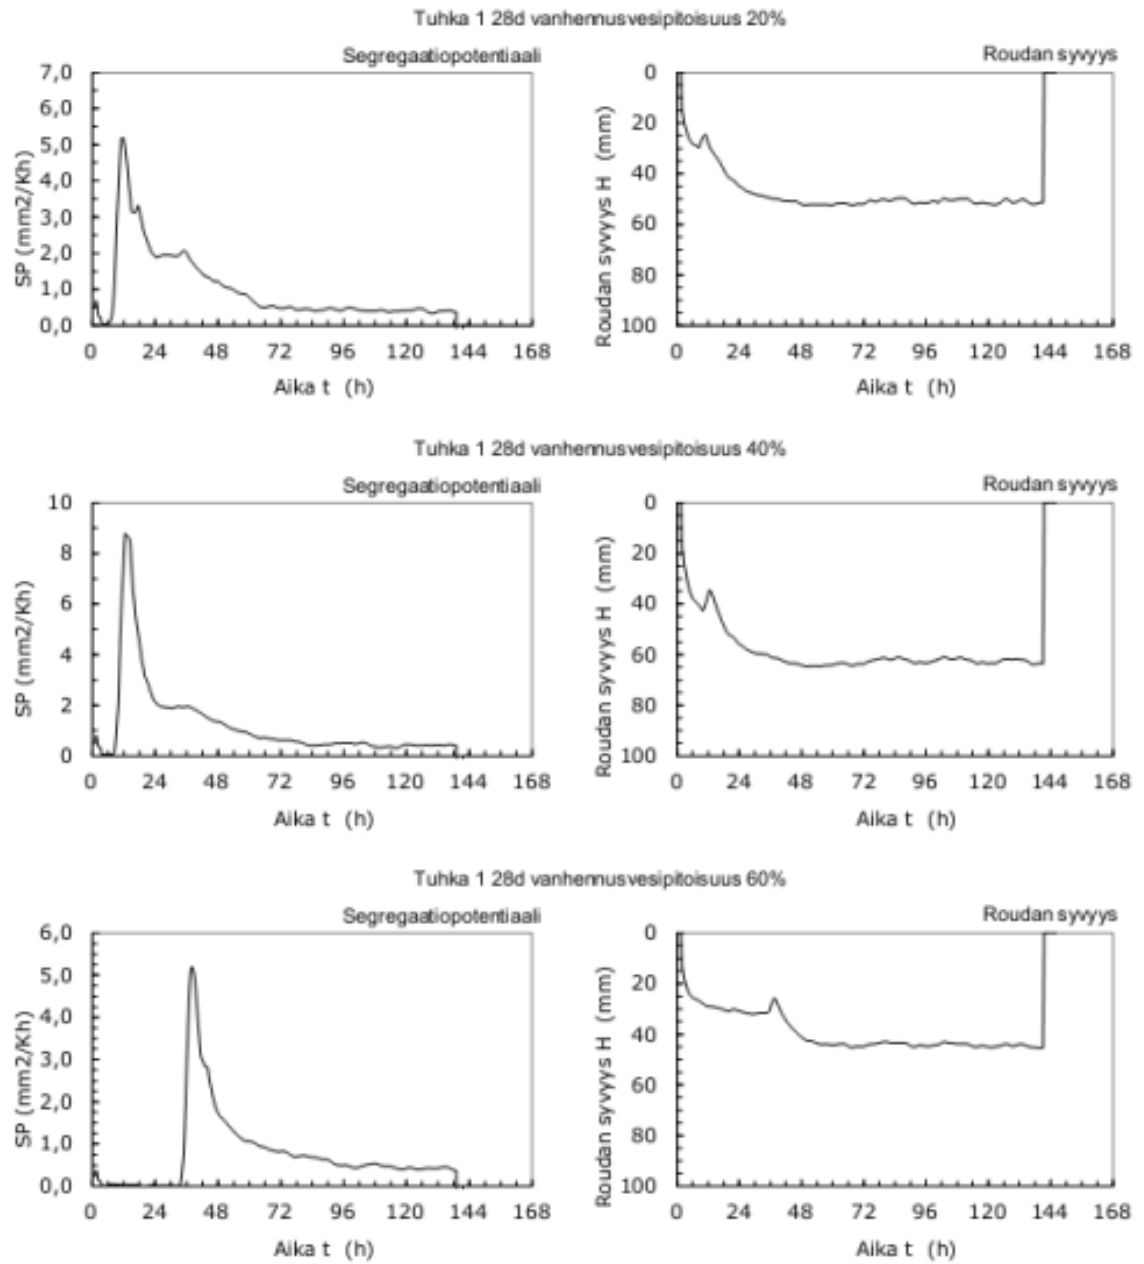 Tuhka 1 28d vanhennusvesipitoisuus 20%
Segregaatiopotentiaali
7,0
6,0
5,0
4,0
3,0
2,0
1,0
0,0
SP (mm2/Kh)
0 24 48 72 96 120 144 168
Aika t (h)
Roudan syvyys
0
20
40
60
80
100
Roudan syvyys H (mm)
0 24 48 72 96 120 144 168
Aika t (h)
Tuhka 1 28d vanhennusvesipitoisuus 40%
Segregaatiopotentiaali
10
8
6
4
2
0
SP (mm2/Kh)
0 24 48 72 96 120 144 168
Aika t (h)
Roudan syvyys
0
20
40
60
80
100
Roudan syvyys H (mm)
0 24 48 72 96 120 144 168
Aika t (h)
Tuhka 1 28d vanhennusvesipitoisuus 60%
Segregaatiopotentiaali
6,0
5,0
4,0
3,0
2,0
1,0
0,0
SP (mm2/Kh)
0 24 48 72 96 120 144 168
Aika t (h)
Roudan syvyys
0
20
40
60
80
100
Roudan syvyys H (mm)
0 24 48 72 96 120 144 168
Aika t (h)